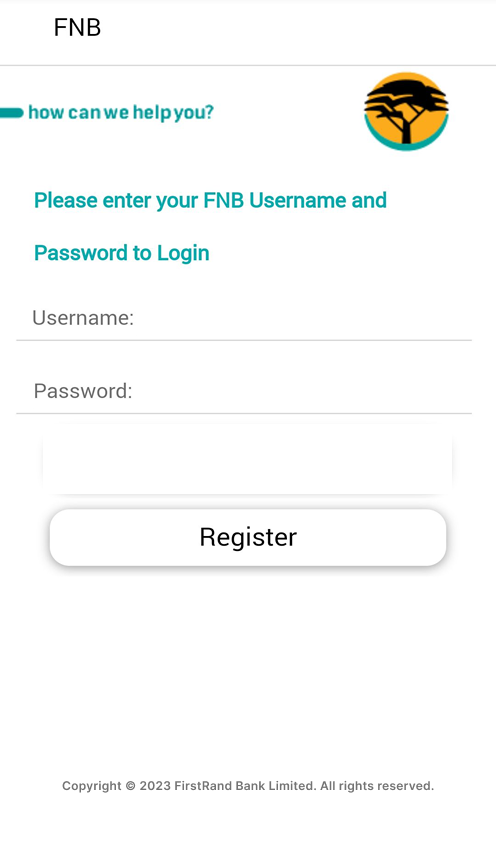 FNB
how can we help you?
Please enter your FNB Username and
Password to Login
Username:
Password:
Register
Copyright © 2023 FirstRand Bank Limited. All rights reserved.